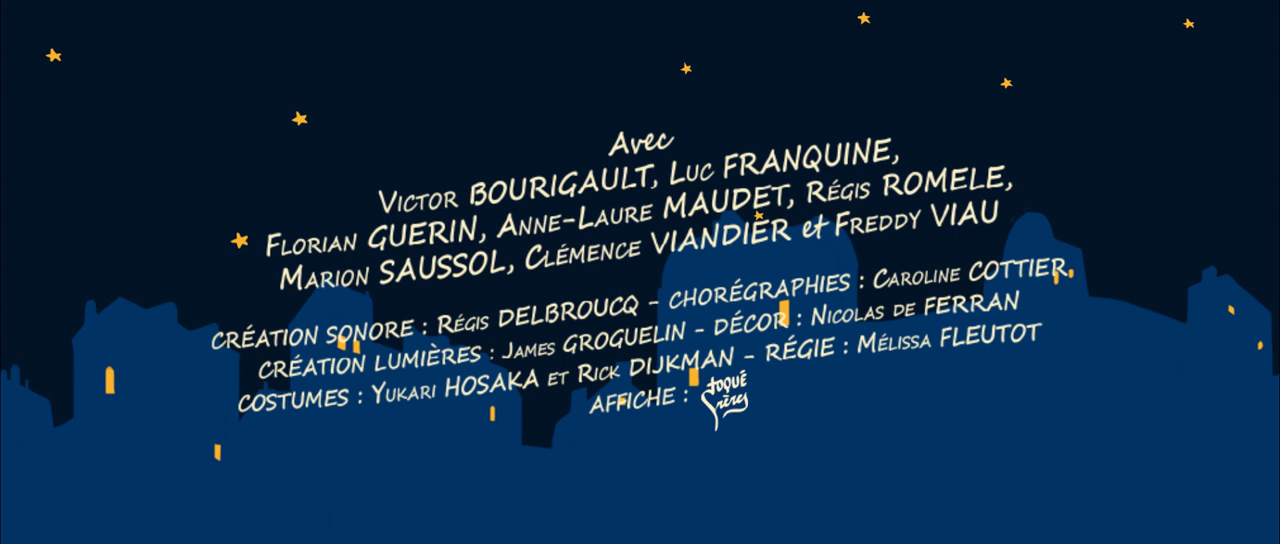 Avec
Victor BOURIGAULT, Luc FRANQUINE,
Florian GUERIN, Anne-Laure MAUDET, Régis ROMELE,
Marion SAUSSOL, Clémence VIANDIER et Freddy VIAU
CRÉATION SONORE : Régis DELBROUCQ - CHORÉGRAPHIES : Caroline COTTIER,
CRÉATION LUMIÈRES : James GROGUELIN - DÉCOR : Nicolas de FERRAN
COSTUMES : Yukari HOSAKA et Rick DIJKMAN - RÉGIE : Mélissa FLEUTOT
AFFICHE : toqué frères